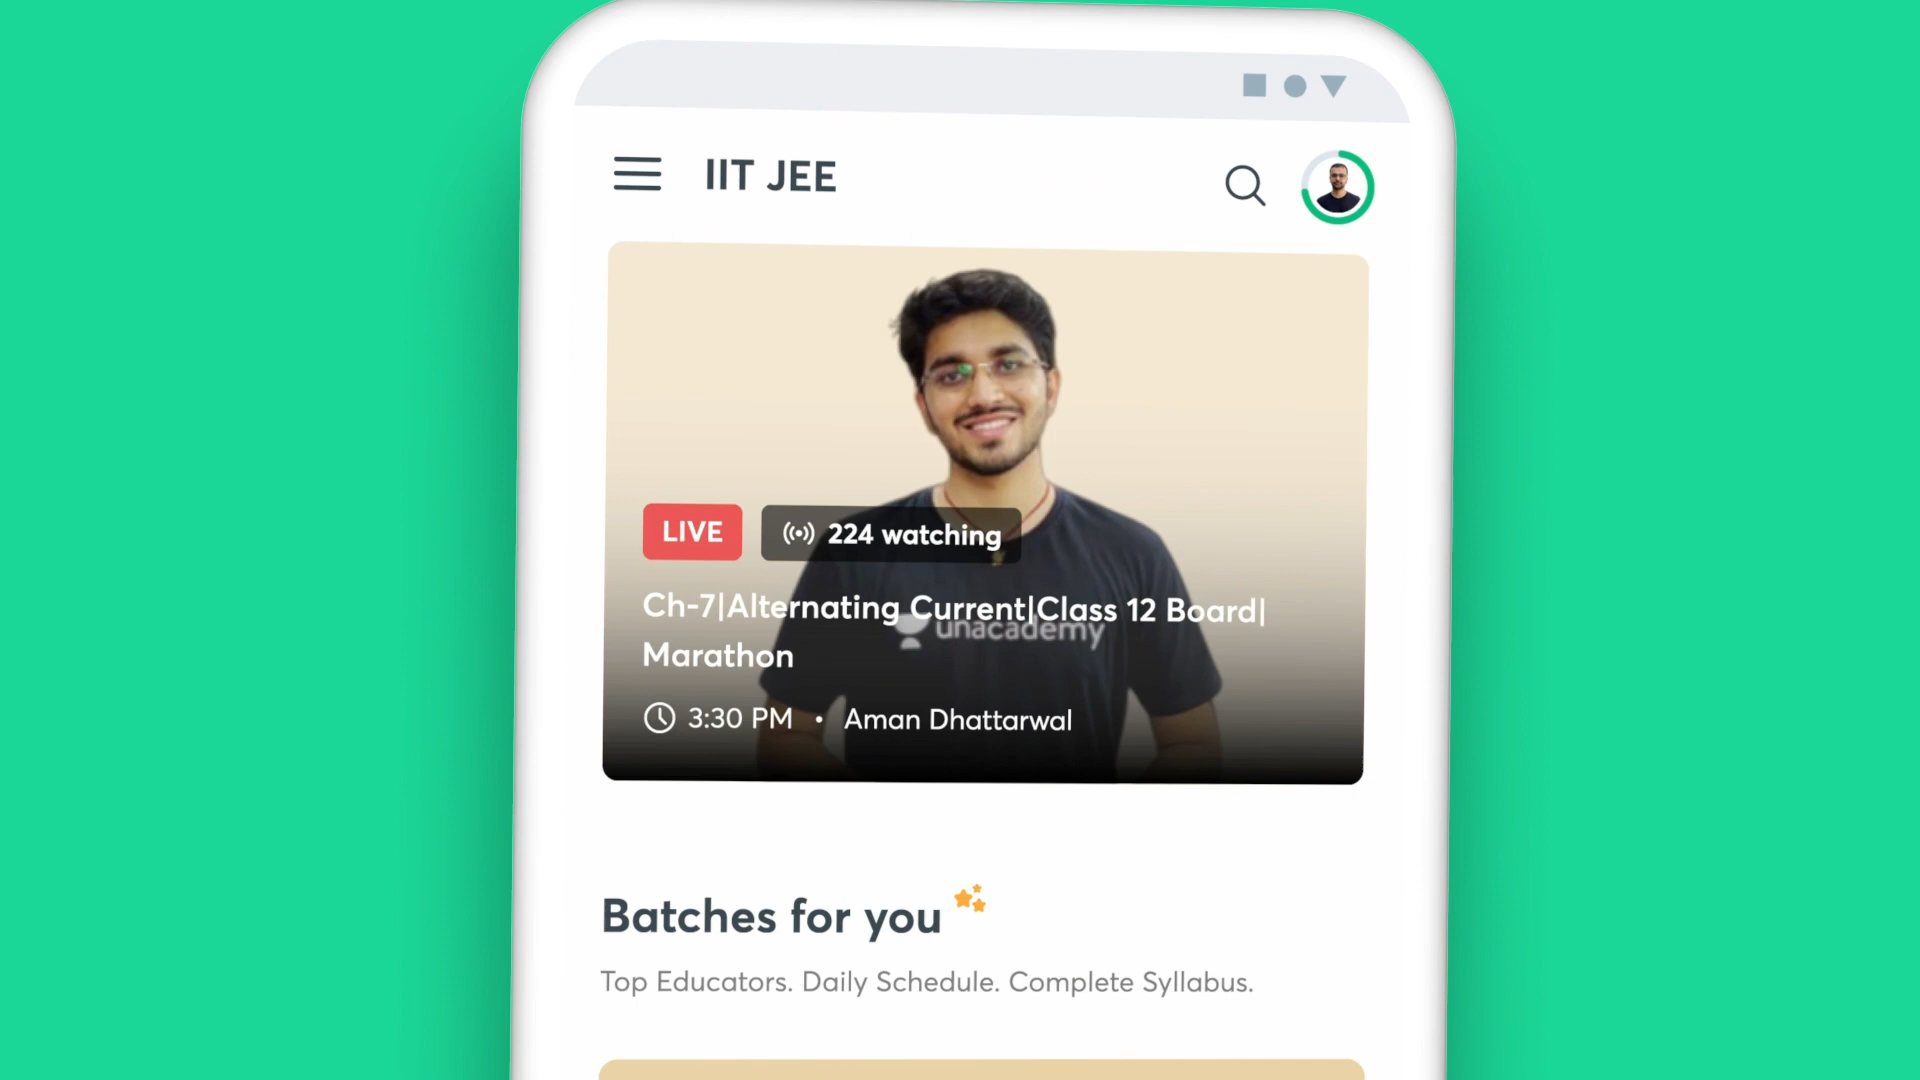 IIT JEE
LIVE
224 watching
Ch-7|Alternating Current|Class 12 Board|
Marathon
unacademy
3:30 PM • Aman Dhattarwal
Batches for you
Top Educators. Daily Schedule. Complete Syllabus.